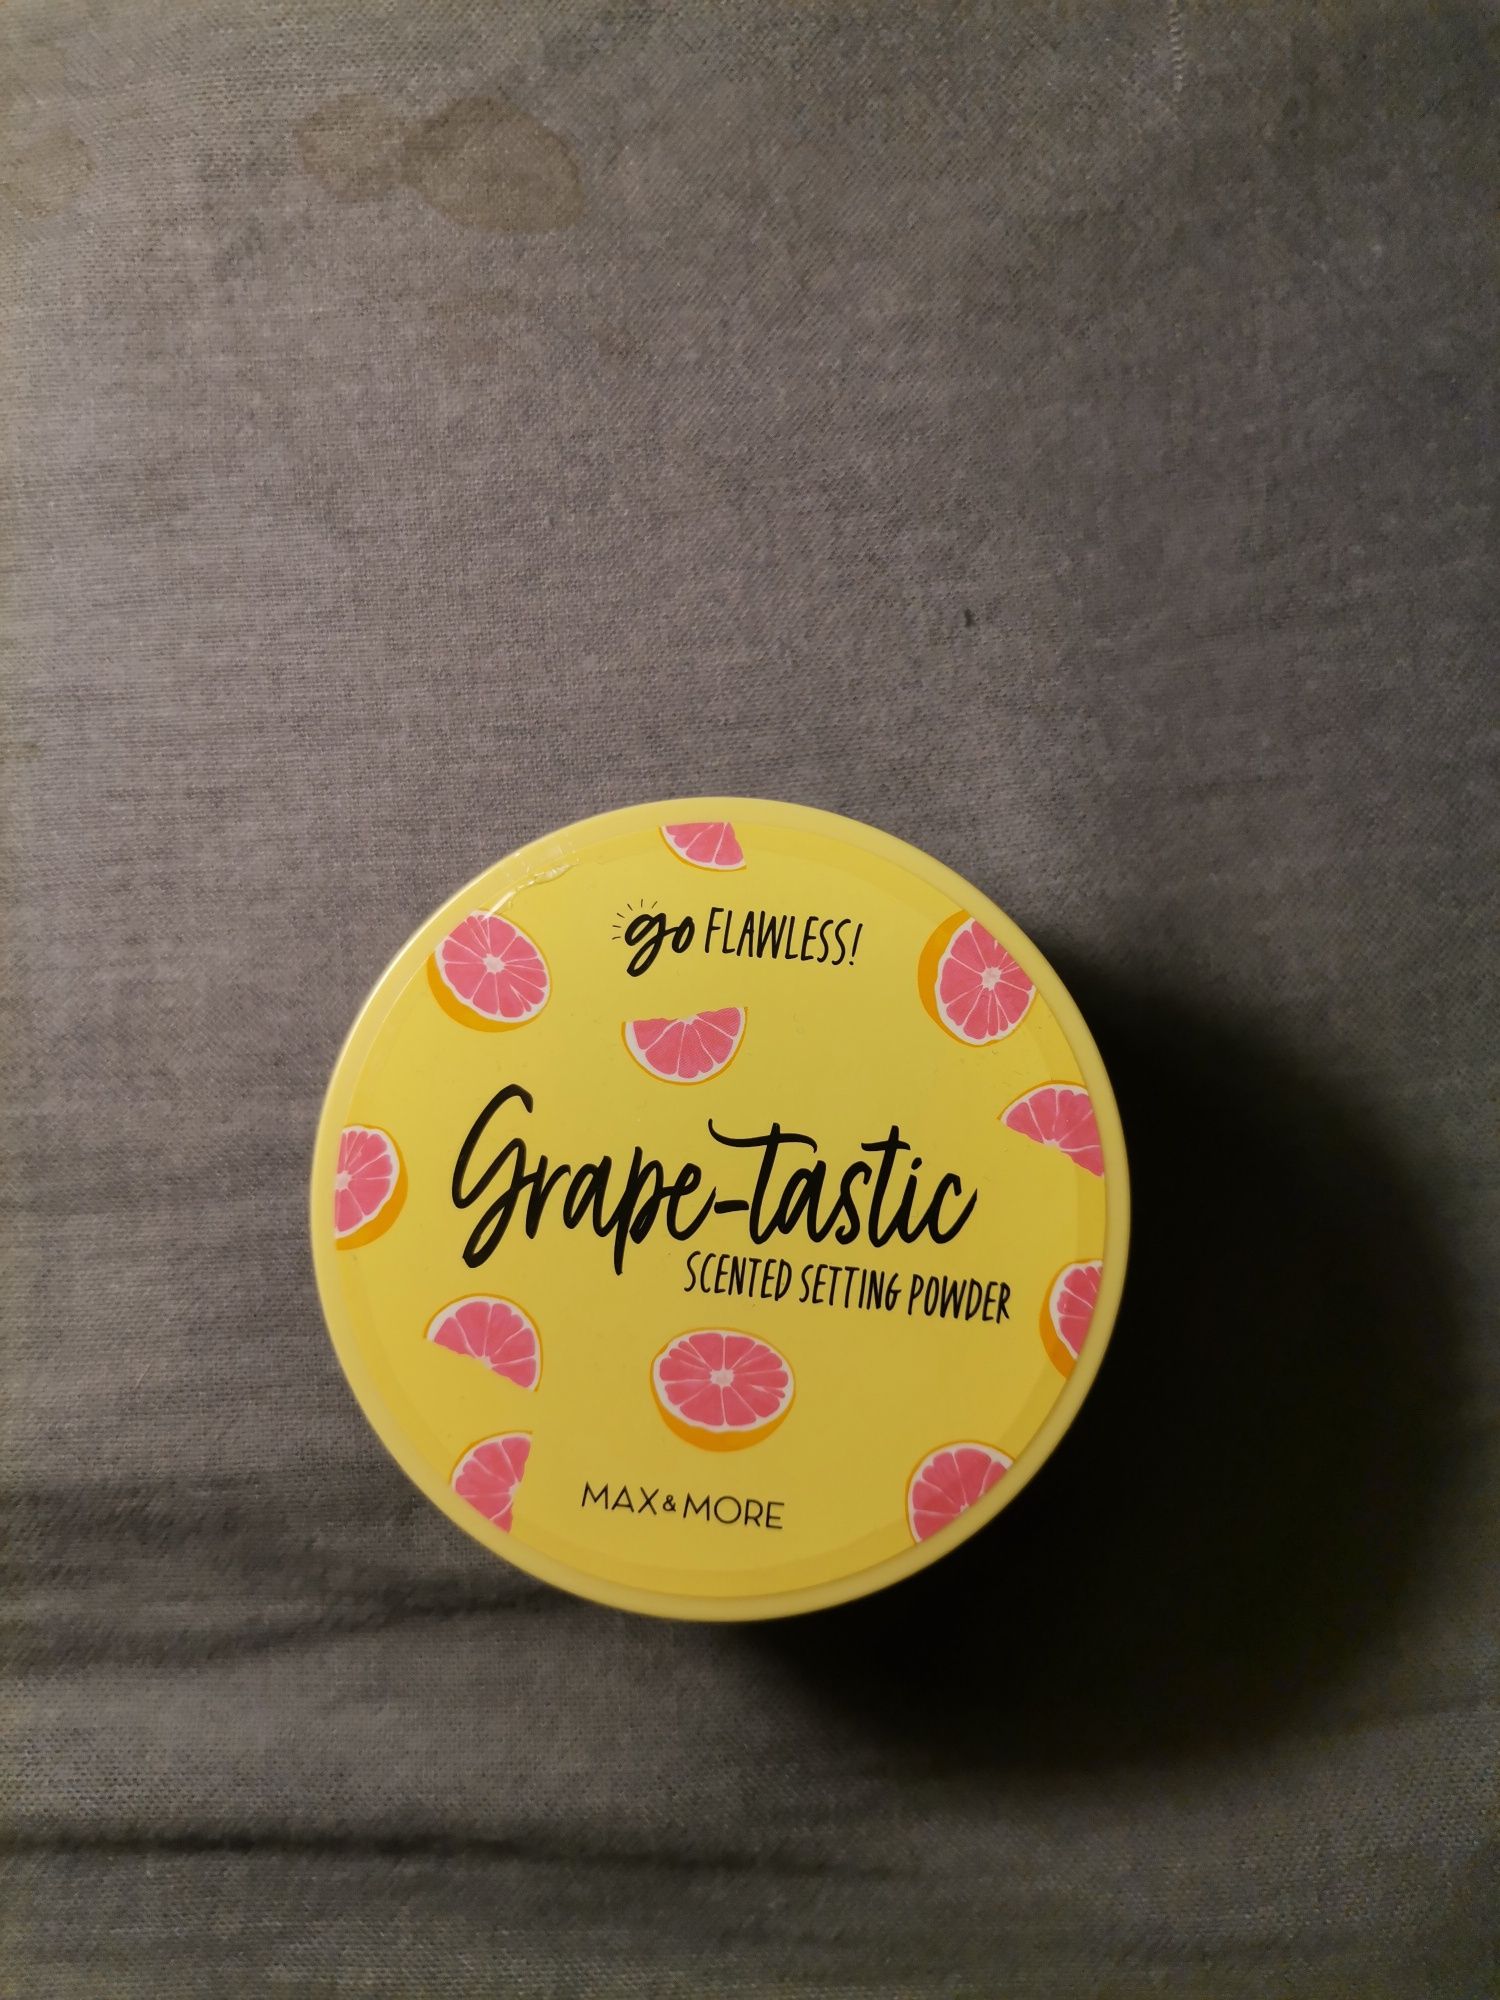 go FLAWLESS!
Grape-tastic
SCENTED SETTING POWDER
MAX&MORE